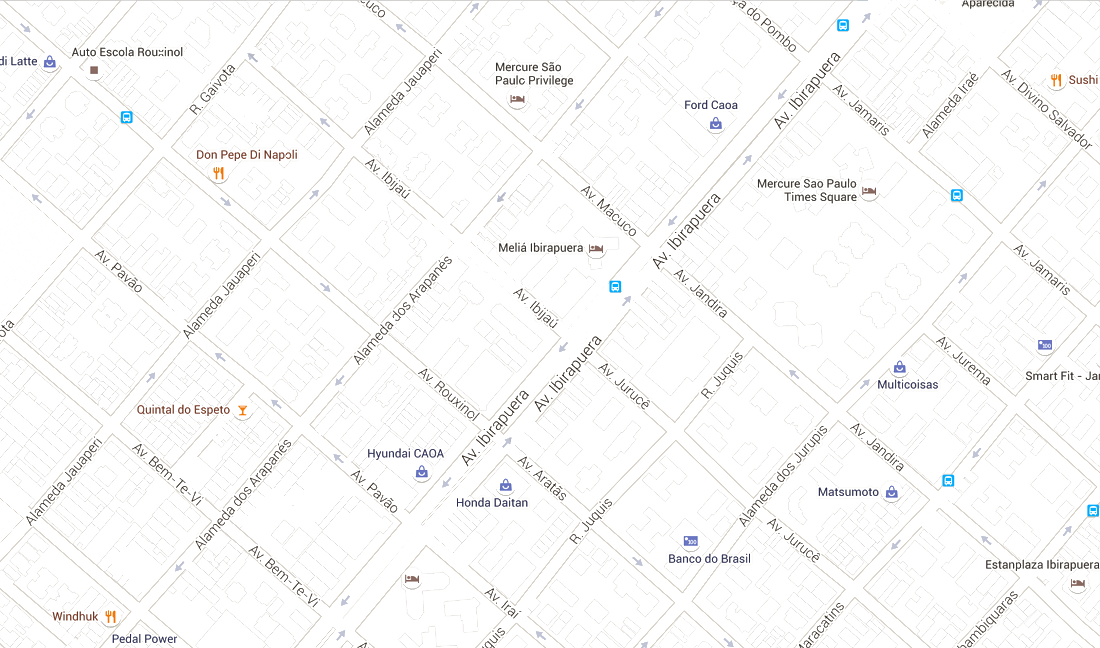 Aparecida
di Latte
Auto Escola Rouxinol
R. Gaivota
Alameda Jauaperi
Mercure São
Paulo Privilege
Ford Caoa
Av. Ibirapuera
Av. Jamaris
Alameda Iraé
Av. Divino Salvador
Sushi
Don Pepe Di Napoli
Av. Ibijaú
Av. Macuco
Mercure Sao Paulo
Times Square
Meliá Ibirapuera
Av. Ibirapuera
Av. Pavão
Alameda Jauaperi
Alameda dos Arapanés
Av. Ibijaú
Av. Jandira
Av. Jamaris
Av. Ibirapuera
Av. Jurucê
R. Juquis
Av. Jurema
Multicoisas
Smart Fit - Jar
Quintal do Espeto
Av. Rouxinol
Av. Ibirapuera
Alameda Jauaperi
Av. Bem-Te-Vi
Alameda dos Arapanés
Hyundai CAOA
Av. Pavão
Honda Daitan
Av. Aratãs
R. Juquis
Alameda dos Jurupis
Av. Jandira
Matsumoto
Av. Jurucê
Banco do Brasil
Estanplaza Ibirapuera
Av. Bem-Te-Vi
Av. Iraí
Windhuk
Pedal Power